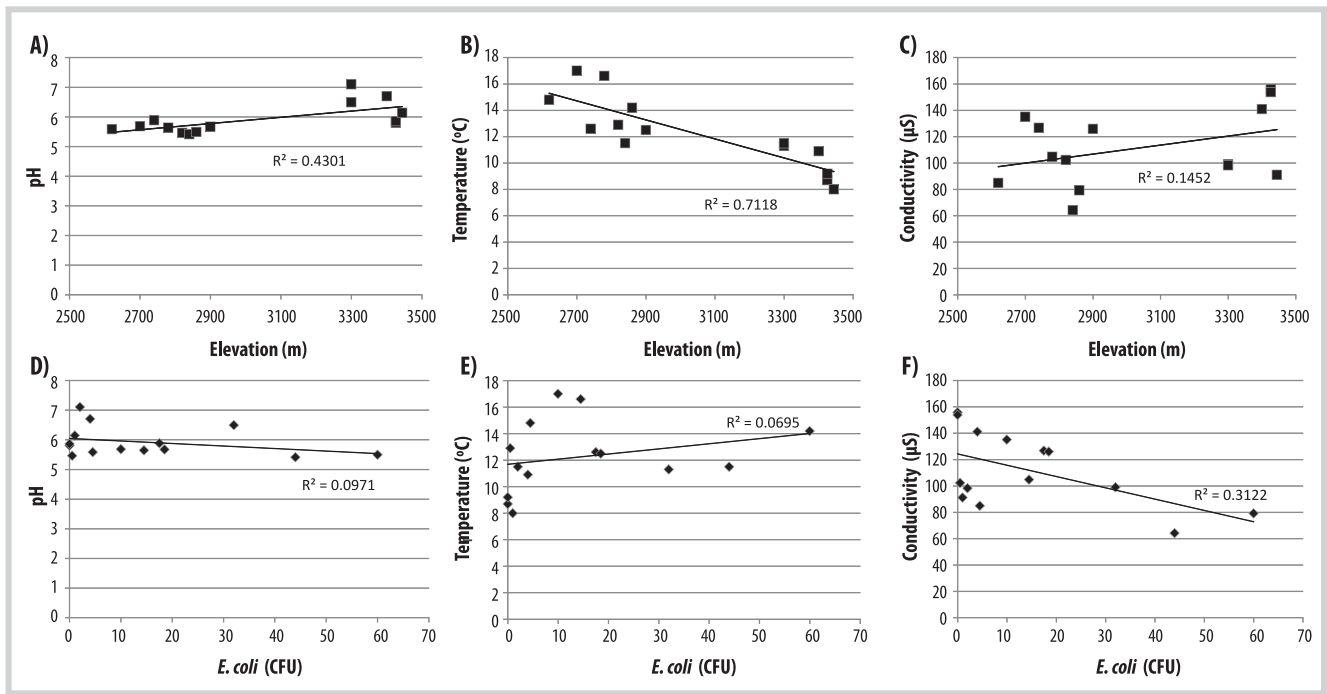 A)
8
7
6
5
4
3
2
1
0
pH
R² = 0.4301
2500 2700 2900 3100 3300 3500
Elevation (m)
B)
18
16
14
12
10
8
6
4
2
0
Temperature (ºC)
R² = 0.7118
2500 2700 2900 3100 3300 3500
Elevation (m)
C)
180
160
140
120
100
80
60
40
20
0
Conductivity (µS)
R² = 0.1452
2500 2700 2900 3100 3300 3500
Elevation (m)
D)
8
7
6
5
4
3
2
1
0
pH
R² = 0.0971
0 10 20 30 40 50 60 70
E. coli (CFU)
E)
18
16
14
12
10
8
6
4
2
0
Temperature (ºC)
R² = 0.0695
0 10 20 30 40 50 60 70
E. coli (CFU)
F)
180
160
140
120
100
80
60
40
20
0
Conductivity (µS)
R² = 0.3122
0 10 20 30 40 50 60 70
E. coli (CFU)